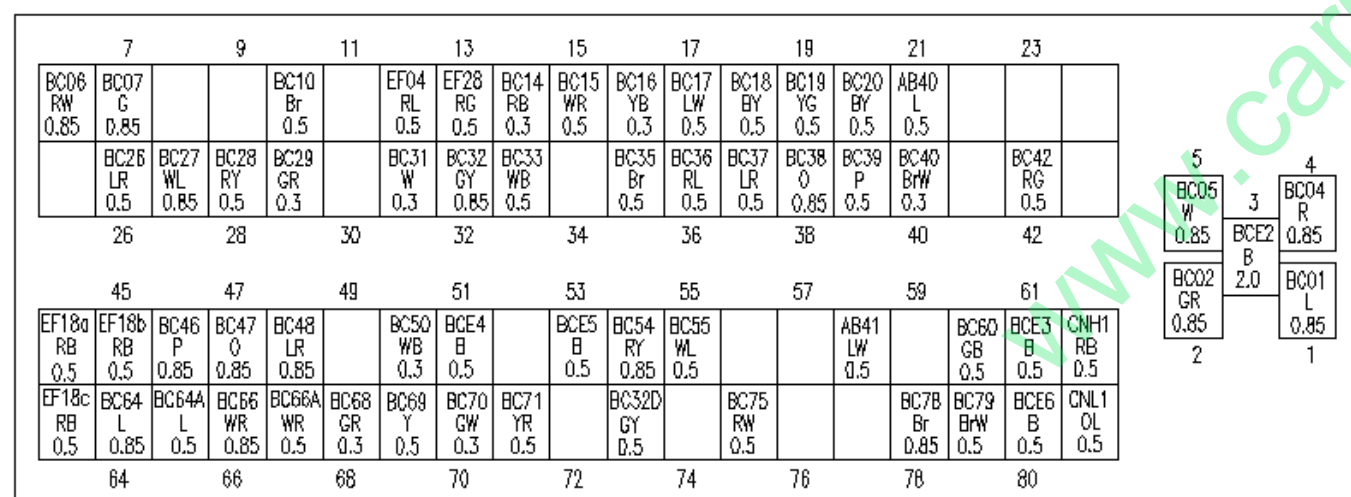 7 9 11 13 15 17 19 21 23
BC06 BC07 BC10 EF04 EF28 BC14 BC15 BC16 BC17 BC18 BC19 BC20 AB40
RW G Br RL RG RB WR YB LW BY YG BY L
0.85 0.85 0.5 0.5 0.5 0.3 0.5 0.3 0.5 0.5 0.5 0.5 0.5
BC26 BC27 BC28 BC29 BC31 BC32 BC33 BC35 BC36 BC37 BC38 BC39 BC40 BC42
LR WL RY GR W GY WB Br RL LR O P BrW RG
0.5 0.85 0.5 0.3 0.3 0.85 0.5 0.5 0.5 0.5 0.85 0.5 0.3 0.5
26 28 30 32 34 36 38 40 42
45 47 49 51 53 55 57 59 61
EF18a EF18b BC46 BC47 BC48 BC50 BCE4 BCE5 BC54 BC55 AB41 BC60 BCE3 CNH1
RB RB P O LR WB B B RY WL LW GB B RB
0.5 0.5 0.85 0.85 0.85 0.3 0.5 0.5 0.85 0.5 0.5 0.5 0.5 0.5
EF18c BC64 BC64A BC66 BC66A BC68 BC69 BC70 BC71 BC32D BC75 BC78 BC79 BCE6 CNL1
RB L L WR WR GR Y GW YR GY RW Br BrW B OL
0.5 0.85 0.5 0.85 0.5 0.3 0.5 0.3 0.5 0.5 0.5 0.85 0.5 0.5 0.5
64 66 68 70 72 74 76 78 80
5 3 4
BC05 BCE2 BC04
W B R
0.85 2.0 0.85
BC02 BC01
GR L
0.85 0.85
2 1